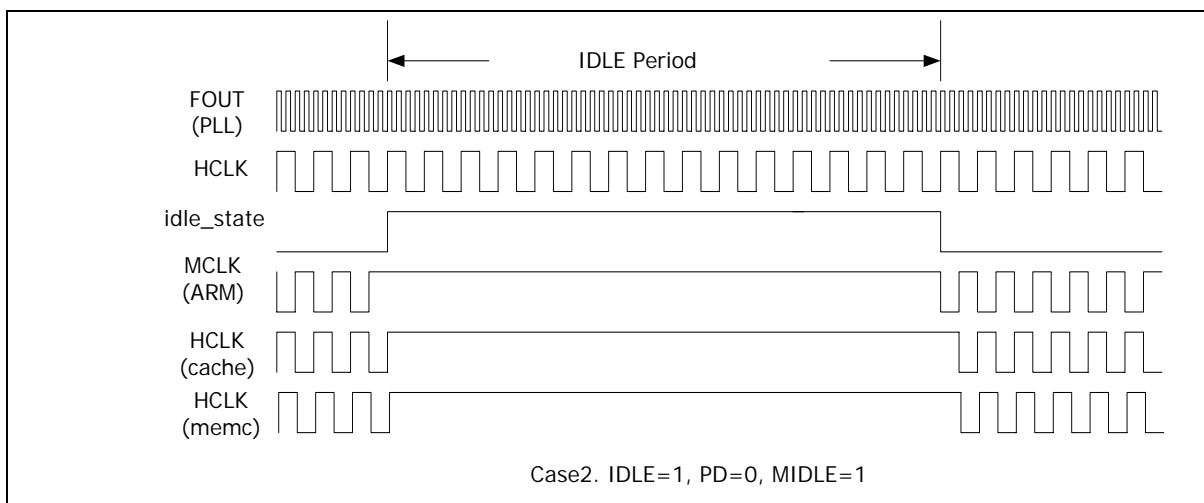 IDLE Period
FOUT
(PLL)
HCLK
idle_state
MCLK
(ARM)
HCLK
(cache)
HCLK
(memc)
Case2. IDLE=1, PD=0, MIDLE=1